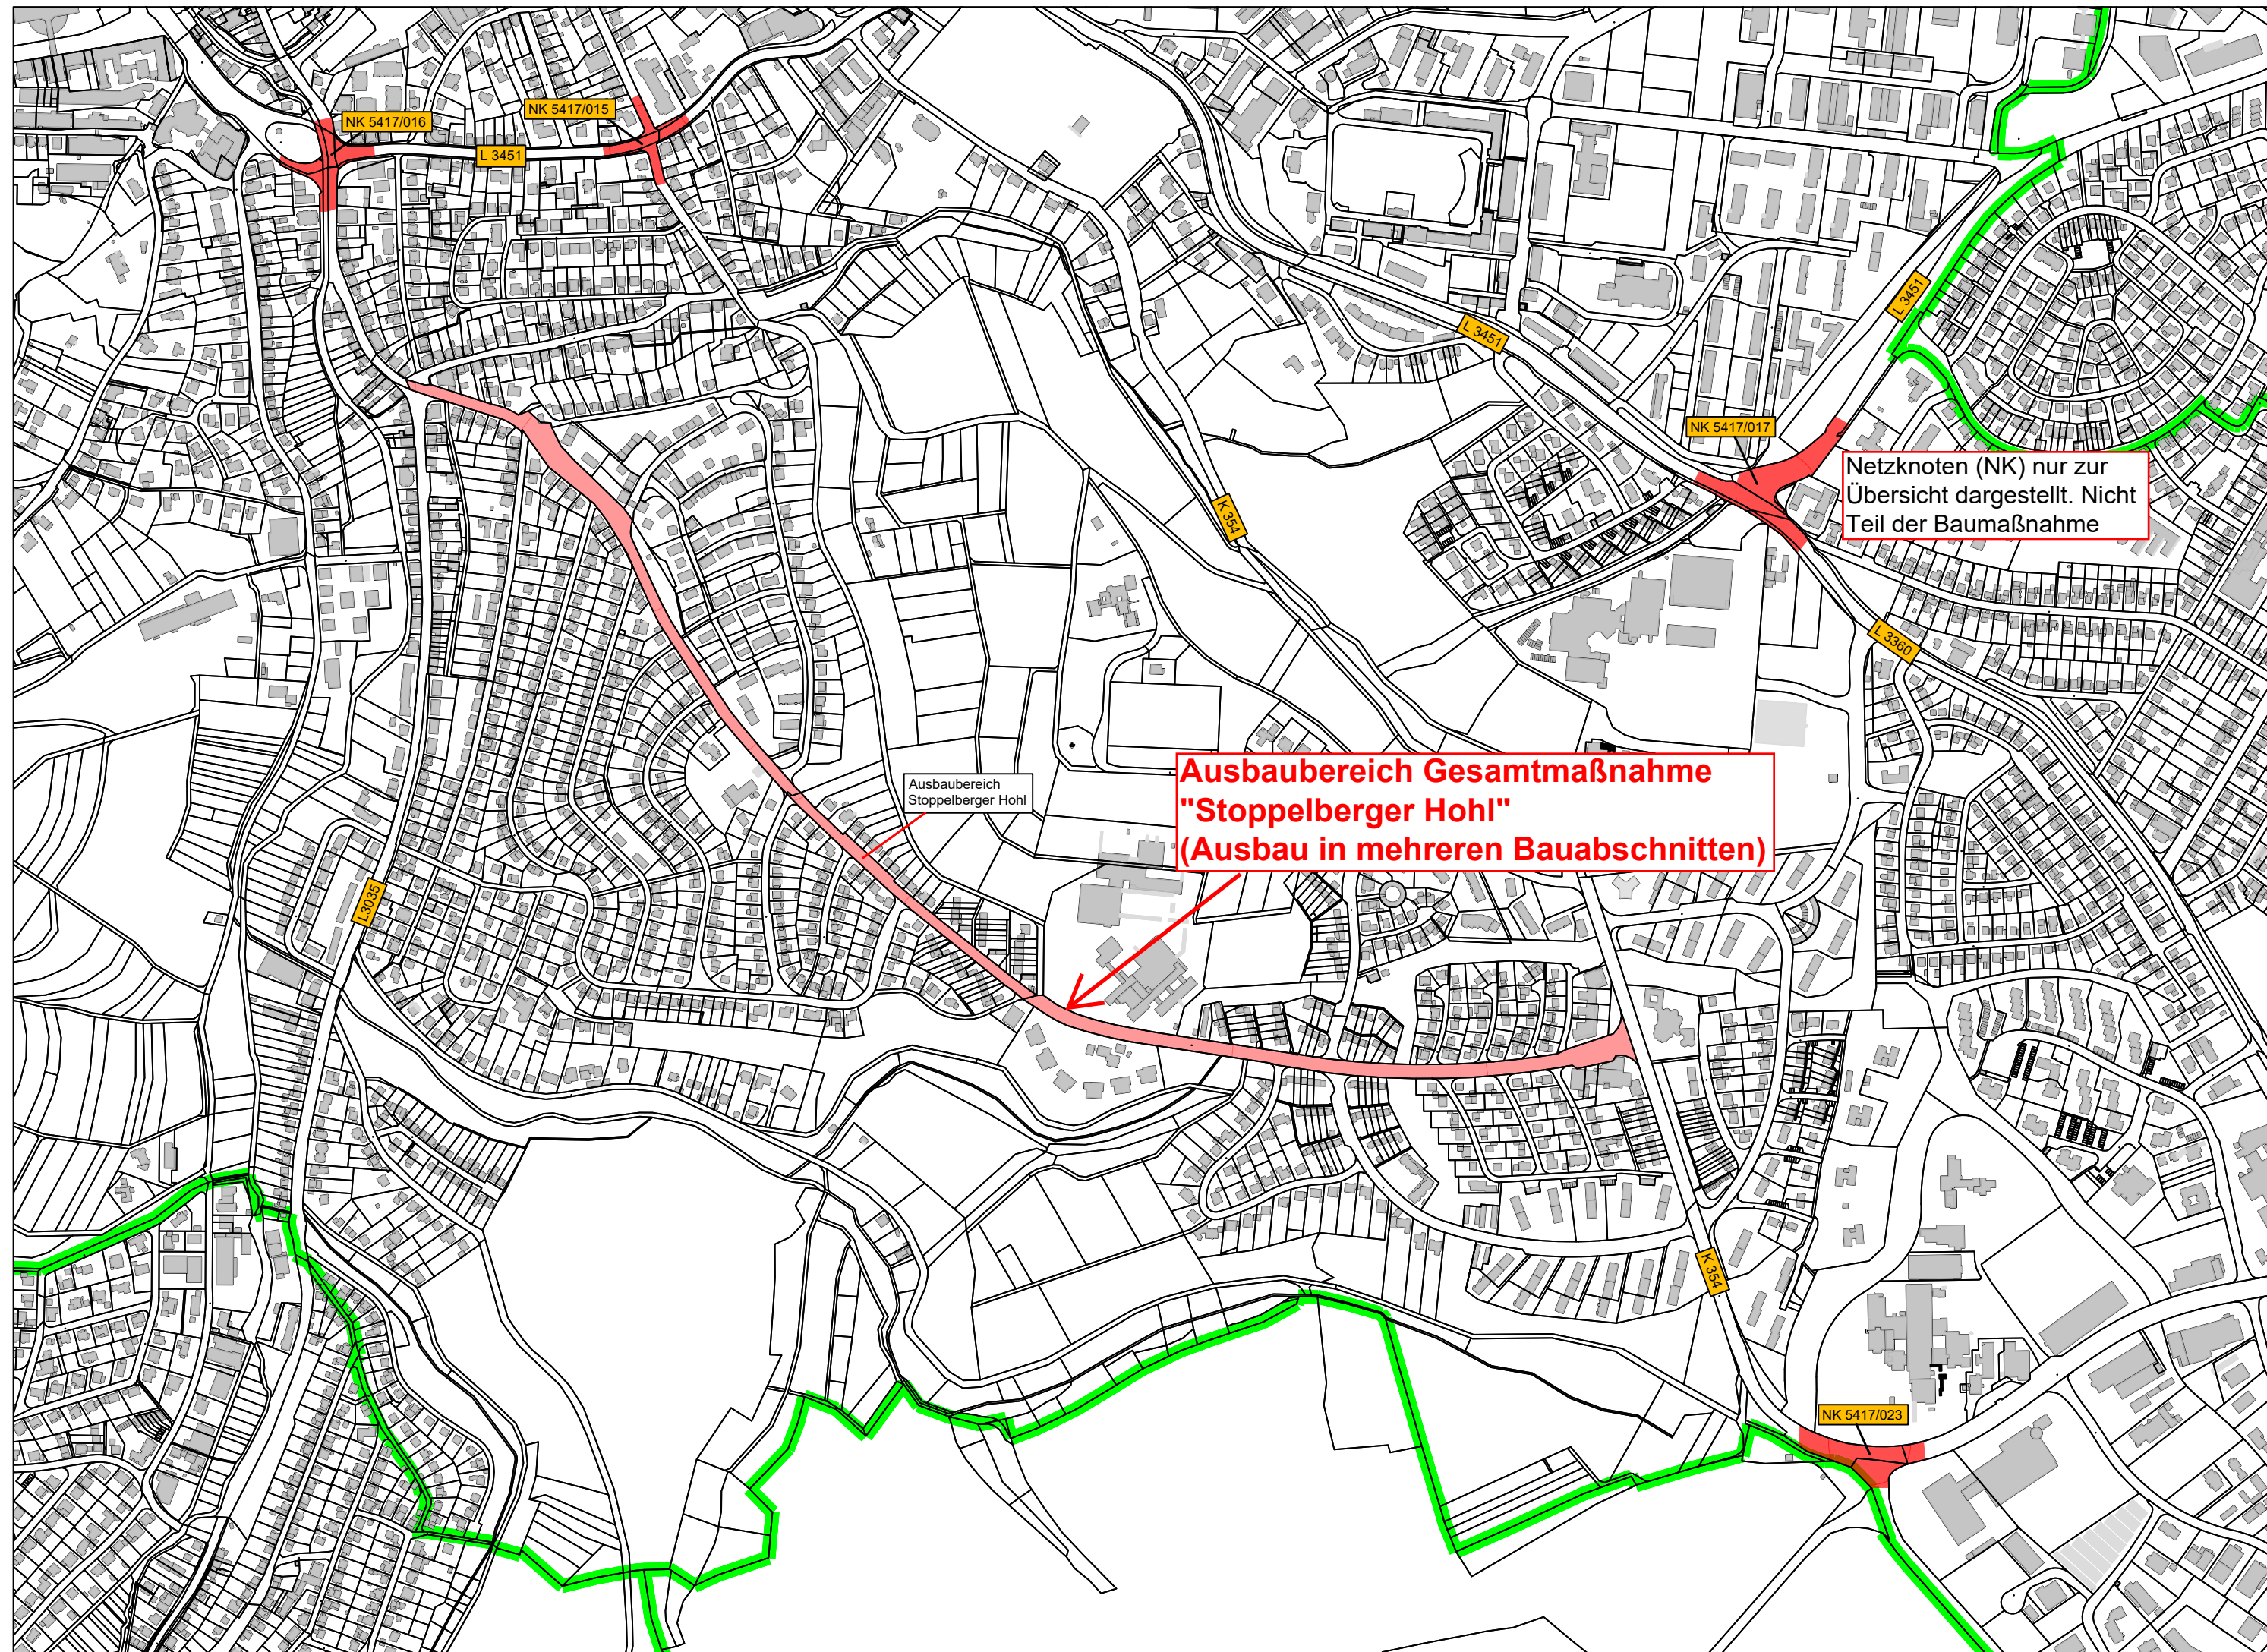 NK 5417/015
NK 5417/016
L 3451
L 3451
L 3451
NK 5417/017
Netzknoten (NK) nur zur
Übersicht dargestellt. Nicht
Teil der Baumaßnahme
K 354
L 3360
Ausbaubereich
Stoppelberger Hohl
Ausbaubereich Gesamtmaßnahme
"Stoppelberger Hohl"
(Ausbau in mehreren Bauabschnitten)
L3035
K 354
NK 5417/023